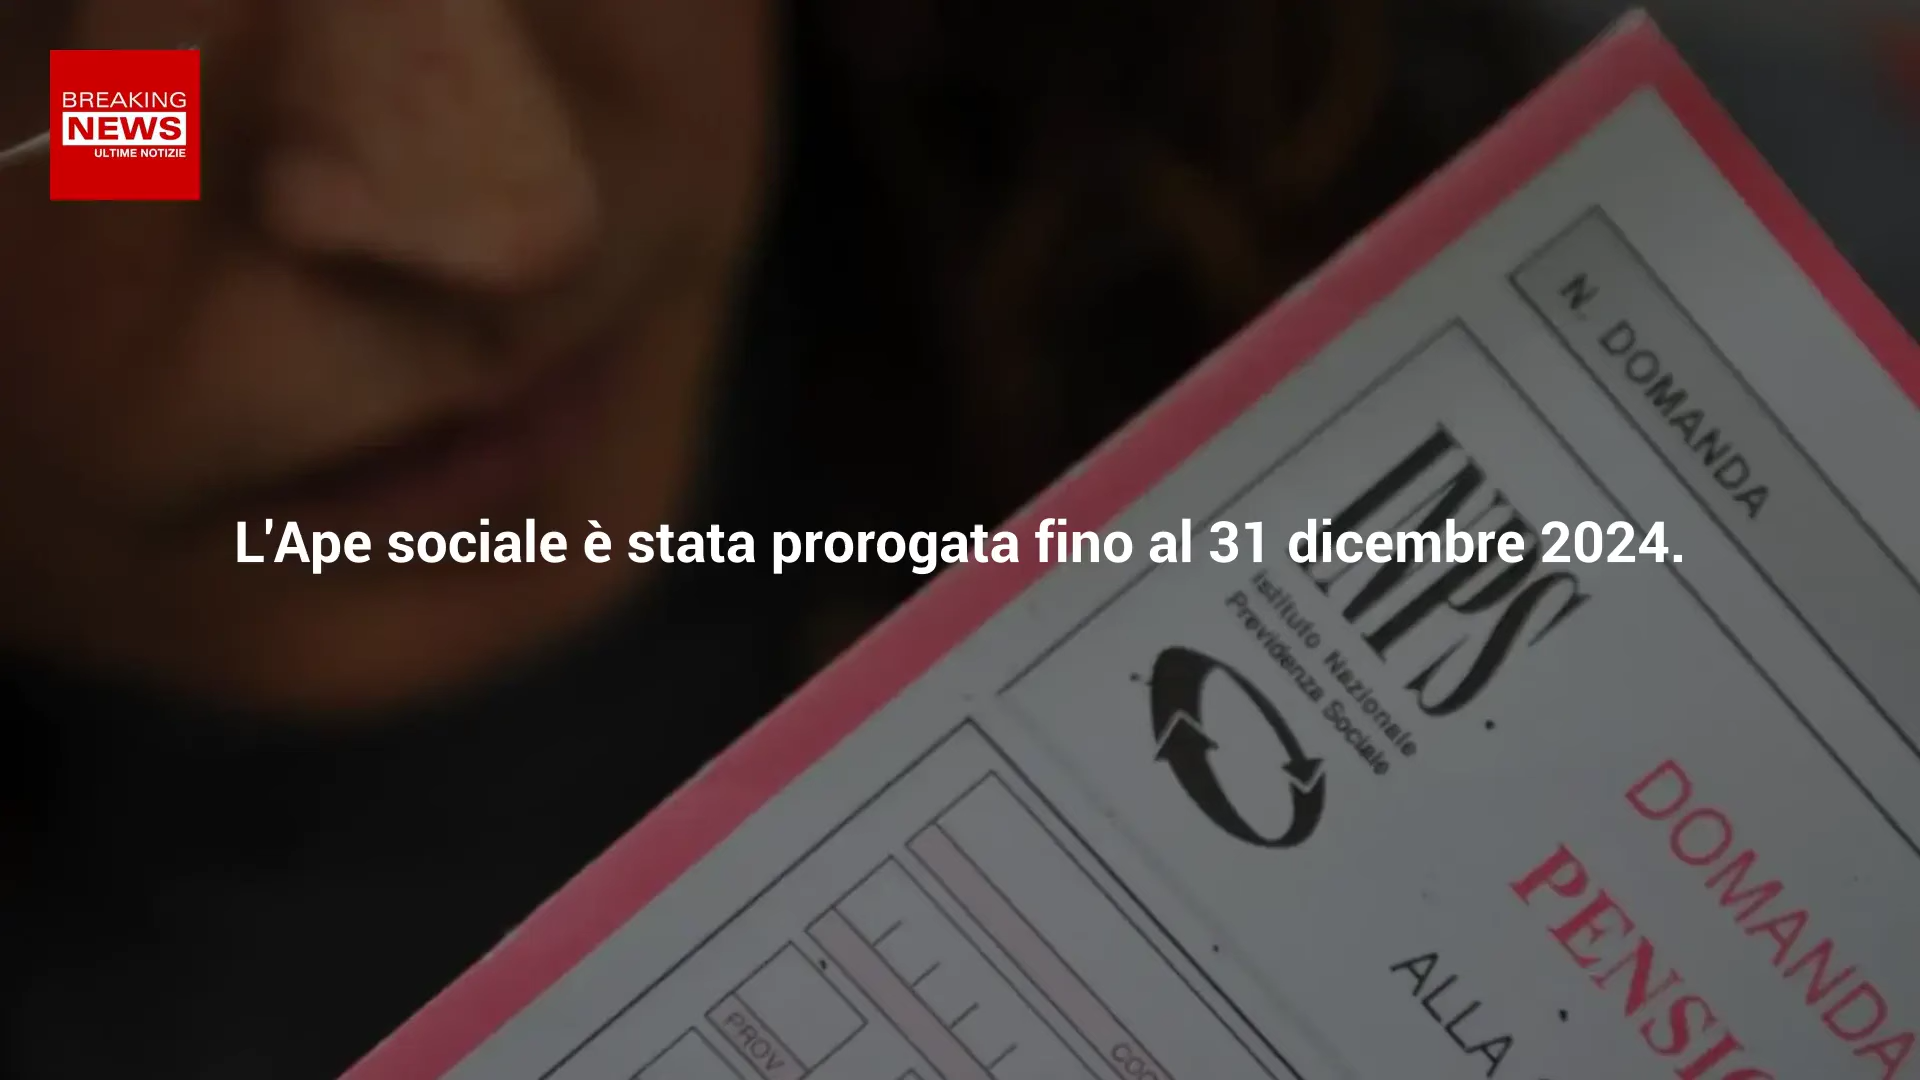 BREAKING
NEWS
ULTIME NOTIZIE
L'Ape sociale è stata prorogata fino al 31 dicembre 2024.
N. DOMANDA
INPS.
Istituto Nazionale
Previdenza Sociale
DOMANDA
ALLA
PROV